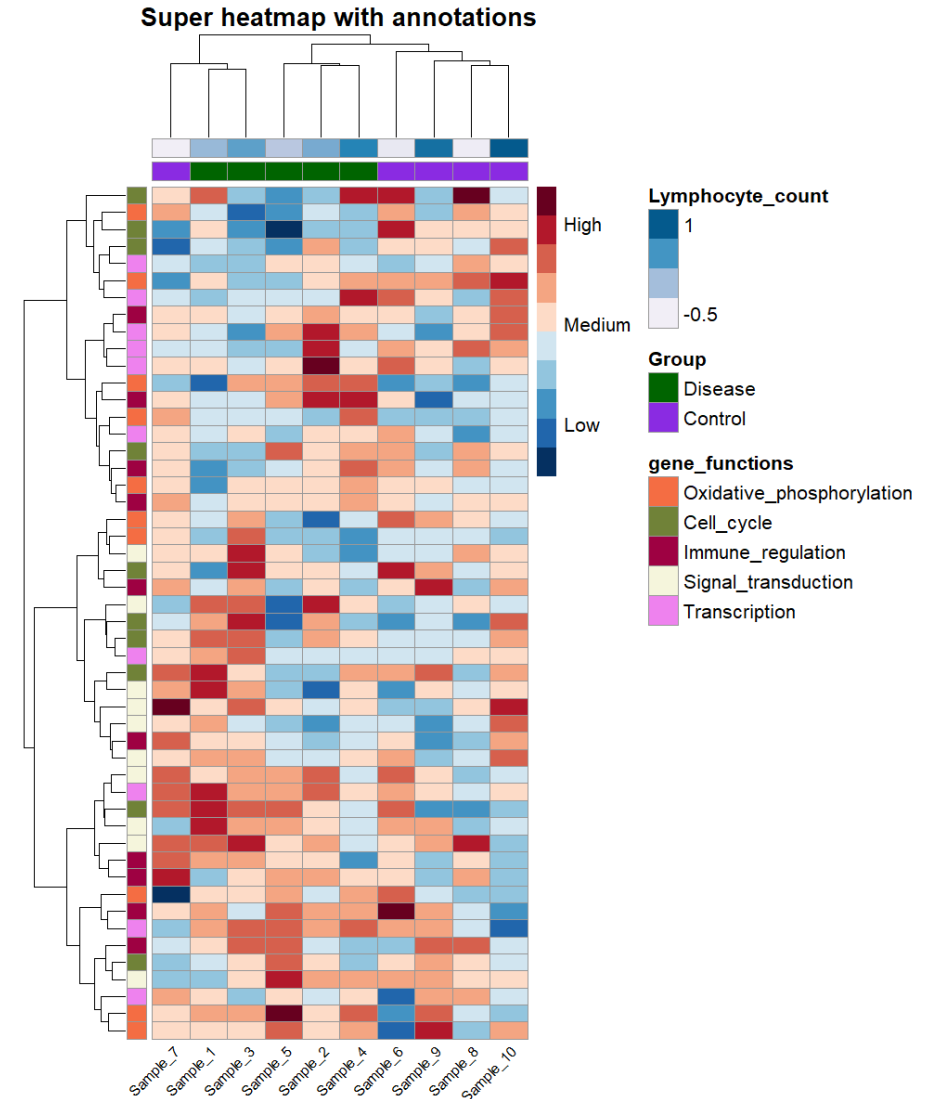 Super heatmap with annotations
High
Medium
Low
Lymphocyte_count
1
-0.5
Group
Disease
Control
gene_functions
Oxidative_phosphorylation
Cell_cycle
Immune_regulation
Signal_transduction
Transcription
Sample_7
Sample_1
Sample_3
Sample_5
Sample_2
Sample_4
Sample_6
Sample_9
Sample_8
Sample_10